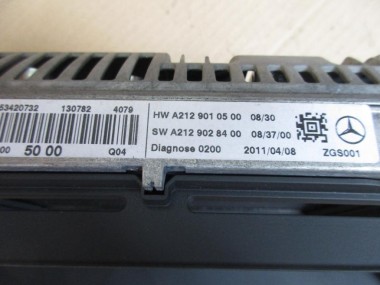 53420732 130782 4079
HW A212 901 05 00 08/30
SW A212 902 84 00 08/37/00
00 50 00 Q04
Diagnose 0200 2011/04/08 ZGS001